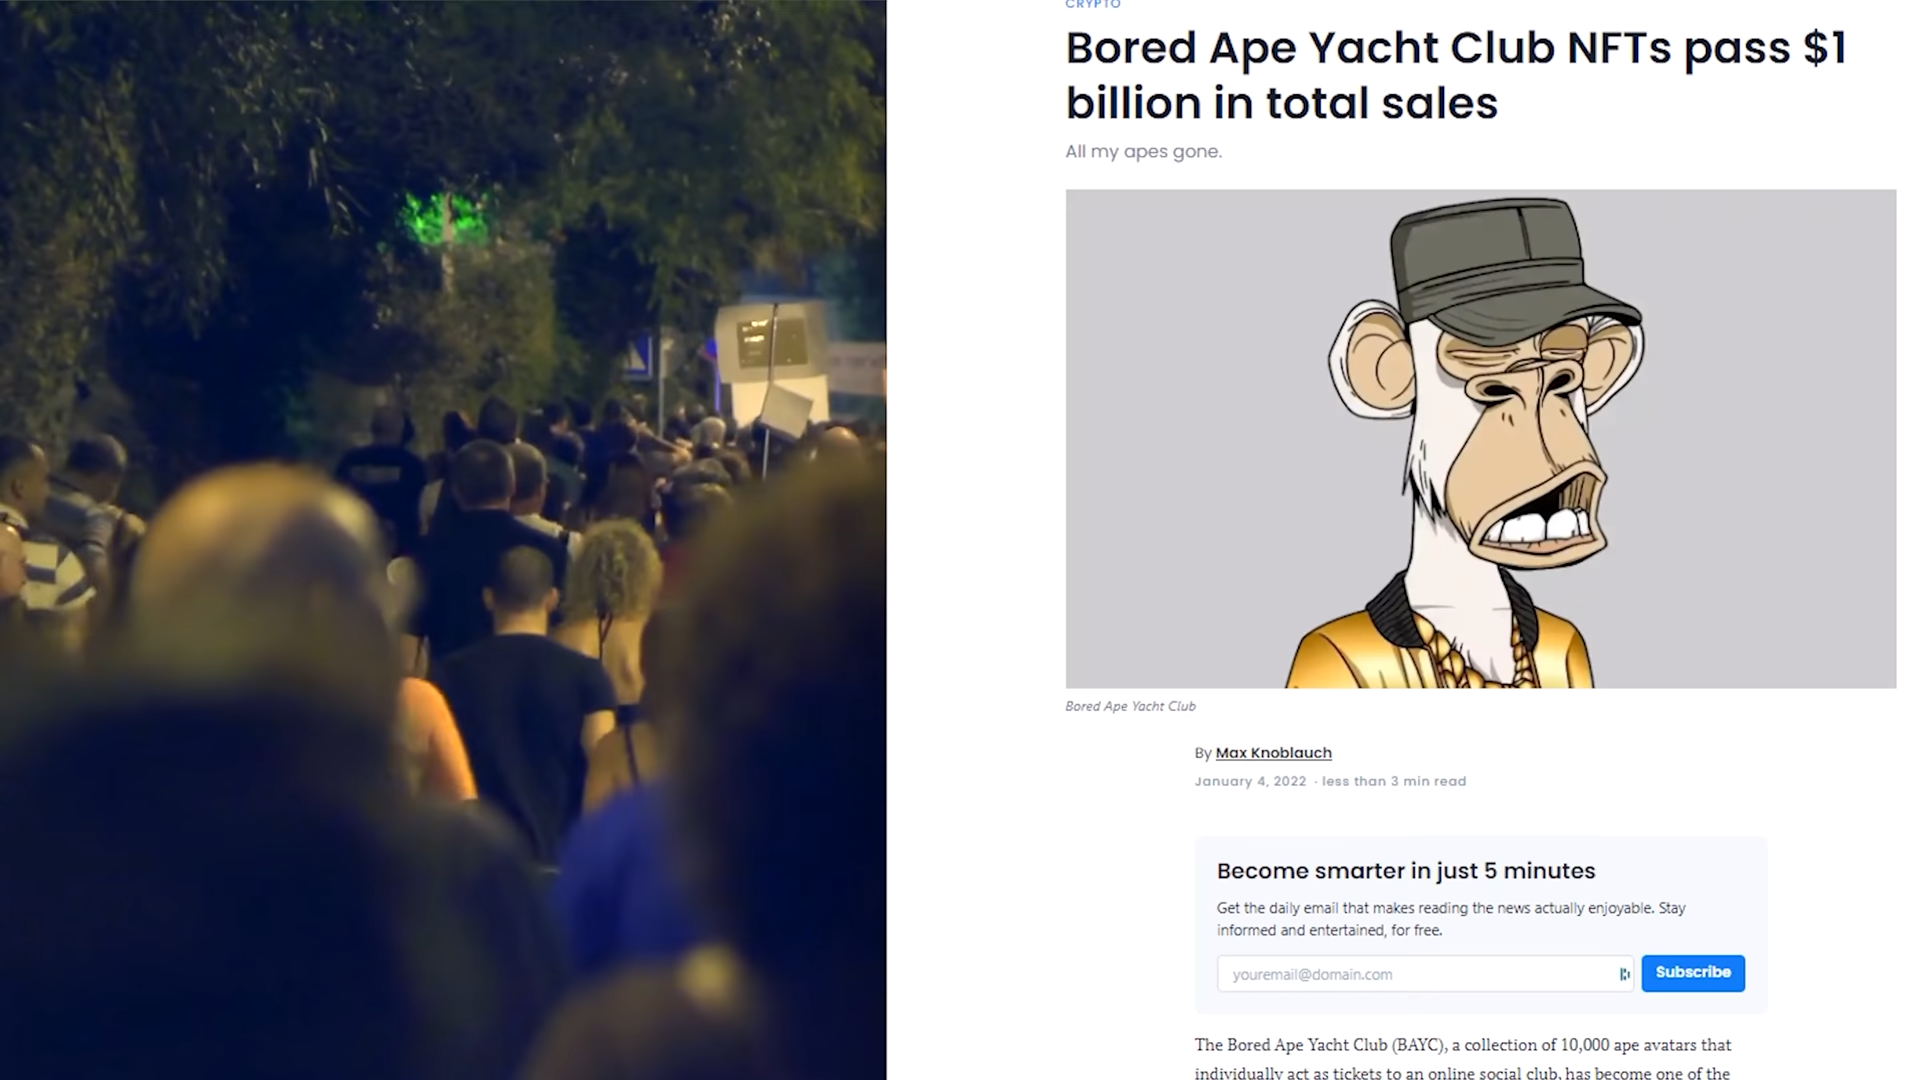 CRYPTO
Bored Ape Yacht Club NFTs pass $1
billion in total sales
All my apes gone.
Bored Ape Yacht Club
By Max Knoblauch
January 4, 2022 · less than 3 min read
Become smarter in just 5 minutes
Get the daily email that makes reading the news actually enjoyable. Stay
informed and entertained, for free.
youremail@domain.com
Subscribe
The Bored Ape Yacht Club (BAYC), a collection of 10,000 ape avatars that
individually act as tickets to an online social club, has become one of the